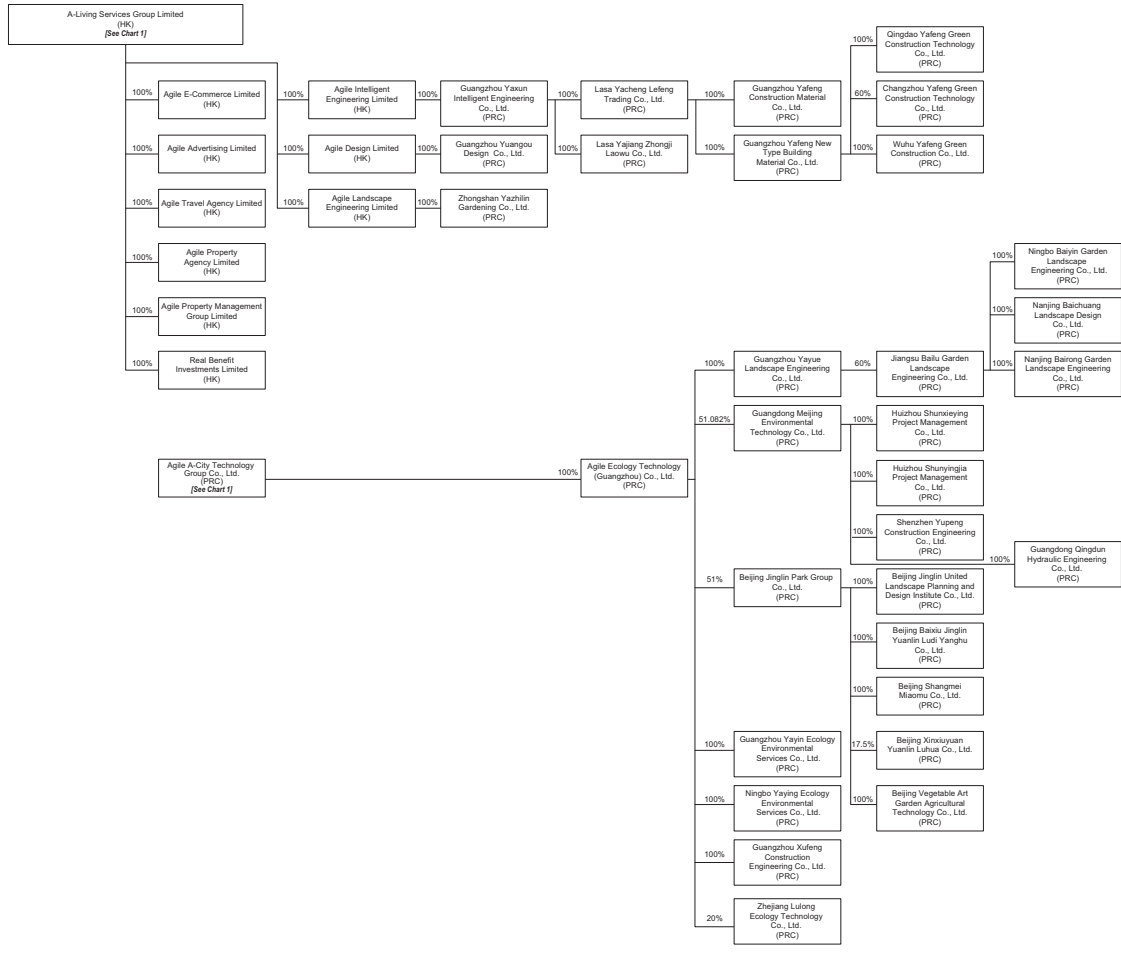 A-Living Services Group Limited
(HK)
[See Chart 1]
100%
Agile E-Commerce Limited
(HK)
100%
Agile Advertising Limited
(HK)
100%
Agile Travel Agency Limited
(HK)
100%
Agile Property
Agency Limited
(HK)
100%
Agile Property Management
Group Limited
(HK)
100%
Real Benefit
Investments Limited
(HK)
100%
Agile Intelligent
Engineering Limited
(HK)
100%
Guangzhou Yaxun
Intelligent Engineering
Co., Ltd.
(PRC)
100%
Lasa Yacheng Lefeng
Trading Co., Ltd.
(PRC)
100%
Lasa Yajiang Zhongji
Laowu Co., Ltd.
(PRC)
100%
Guangzhou Yafeng
Construction Material
Co., Ltd.
(PRC)
100%
Guangzhou Yafeng New
Type Building
Material Co., Ltd.
(PRC)
100%
Qingdao Yafeng Green
Construction Technology
Co., Ltd.
(PRC)
60%
Changzhou Yafeng Green
Construction Technology
Co., Ltd.
(PRC)
100%
Wuhu Yafeng Green
Construction Co., Ltd.
(PRC)
100%
Agile Design Limited
(HK)
100%
Guangzhou Yuangou
Design Co., Ltd.
(PRC)
100%
Agile Landscape
Engineering Limited
(HK)
100%
Zhongshan Yazhilin
Gardening Co., Ltd.
(PRC)
Agile A-City Technology
Group Co., Ltd.
(PRC)
[See Chart 1]
100%
Agile Ecology Technology
(Guangzhou) Co., Ltd.
(PRC)
100%
Guangzhou Yayue
Landscape Engineering
Co., Ltd.
(PRC)
60%
Jiangsu Bailu Garden
Landscape
Engineering Co., Ltd.
(PRC)
100%
Ningbo Baiyin Garden
Landscape
Engineering Co., Ltd.
(PRC)
100%
Nanjing Baichuang
Landscape Design
Co., Ltd.
(PRC)
100%
Nanjing Bairong Garden
Landscape Engineering
Co., Ltd.
(PRC)
51.082%
Guangdong Meijing
Environmental
Technology Co., Ltd.
(PRC)
100%
Huizhou Shunxieying
Project Management
Co., Ltd.
(PRC)
100%
Huizhou Shunyingjia
Project Management
Co., Ltd.
(PRC)
100%
Shenzhen Yupeng
Construction Engineering
Co., Ltd.
(PRC)
100%
Guangdong Qingdun
Hydraulic Engineering
Co., Ltd.
(PRC)
51%
Beijing Jinglin Park Group
Co., Ltd.
(PRC)
100%
Beijing Jinglin United
Landscape Planning and
Design Institute Co., Ltd.
(PRC)
100%
Beijing Baixiu Jinglin
Yuanlin Ludi Yanghu
Co., Ltd.
(PRC)
100%
Beijing Shangmei
Miaomu Co., Ltd.
(PRC)
17.5%
Beijing Xinxiuyuan
Yuanlin Luhua Co., Ltd.
(PRC)
100%
Beijing Vegetable Art
Garden Agricultural
Technology Co., Ltd.
(PRC)
100%
Guangzhou Yayin Ecology
Environmental
Services Co., Ltd.
(PRC)
100%
Ningbo Yaying Ecology
Environmental
Services Co., Ltd.
(PRC)
100%
Guangzhou Xufeng
Construction
Engineering Co., Ltd.
(PRC)
20%
Zhejiang Lulong
Ecology Technology
Co., Ltd.
(PRC)